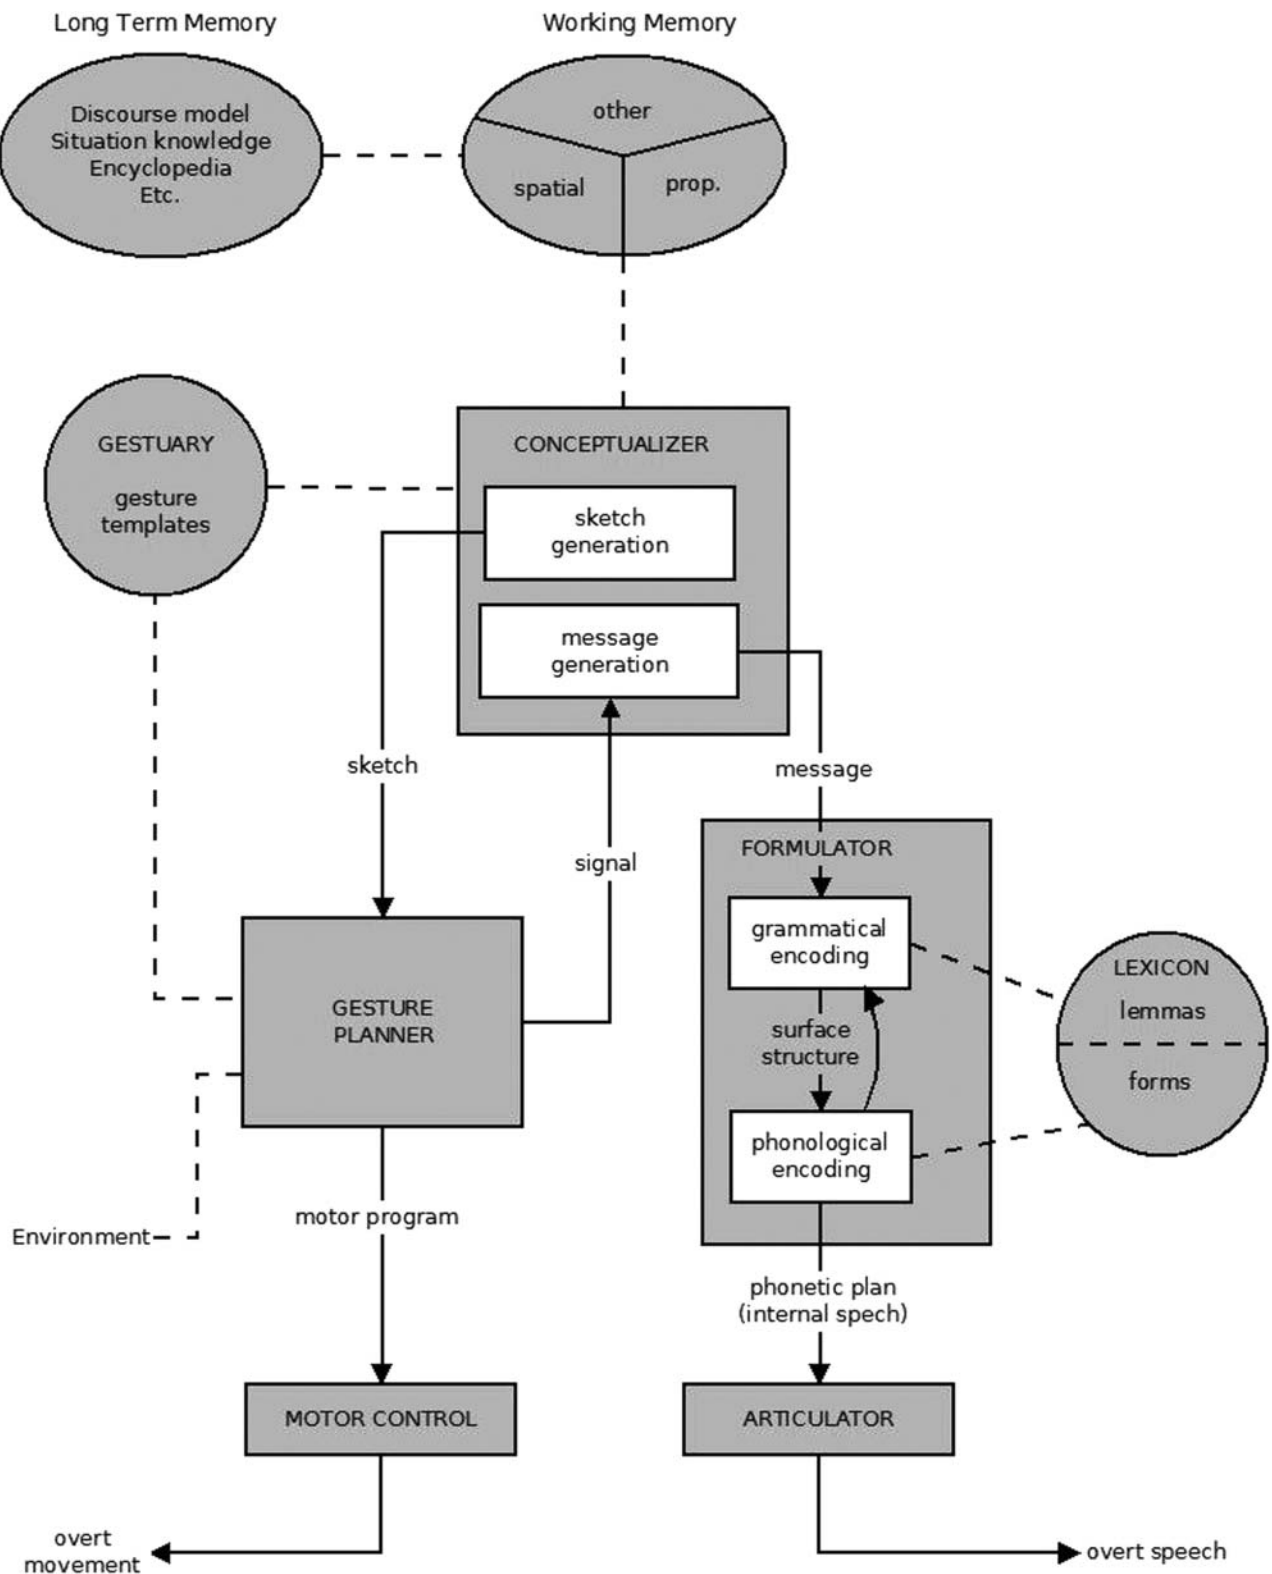 Long Term Memory
Working Memory
Discourse model
Situation knowledge
Encyclopedia
Etc.
other
spatial
prop.
GESTUARY
gesture
templates
CONCEPTUALIZER
sketch
generation
message
generation
sketch
message
signal
FORMULATOR
grammatical
encoding
surface
structure
phonological
encoding
LEXICON
lemmas
forms
GESTURE
PLANNER
Environment
motor program
phonetic plan
(internal spech)
MOTOR CONTROL
ARTICULATOR
overt
movement
overt speech